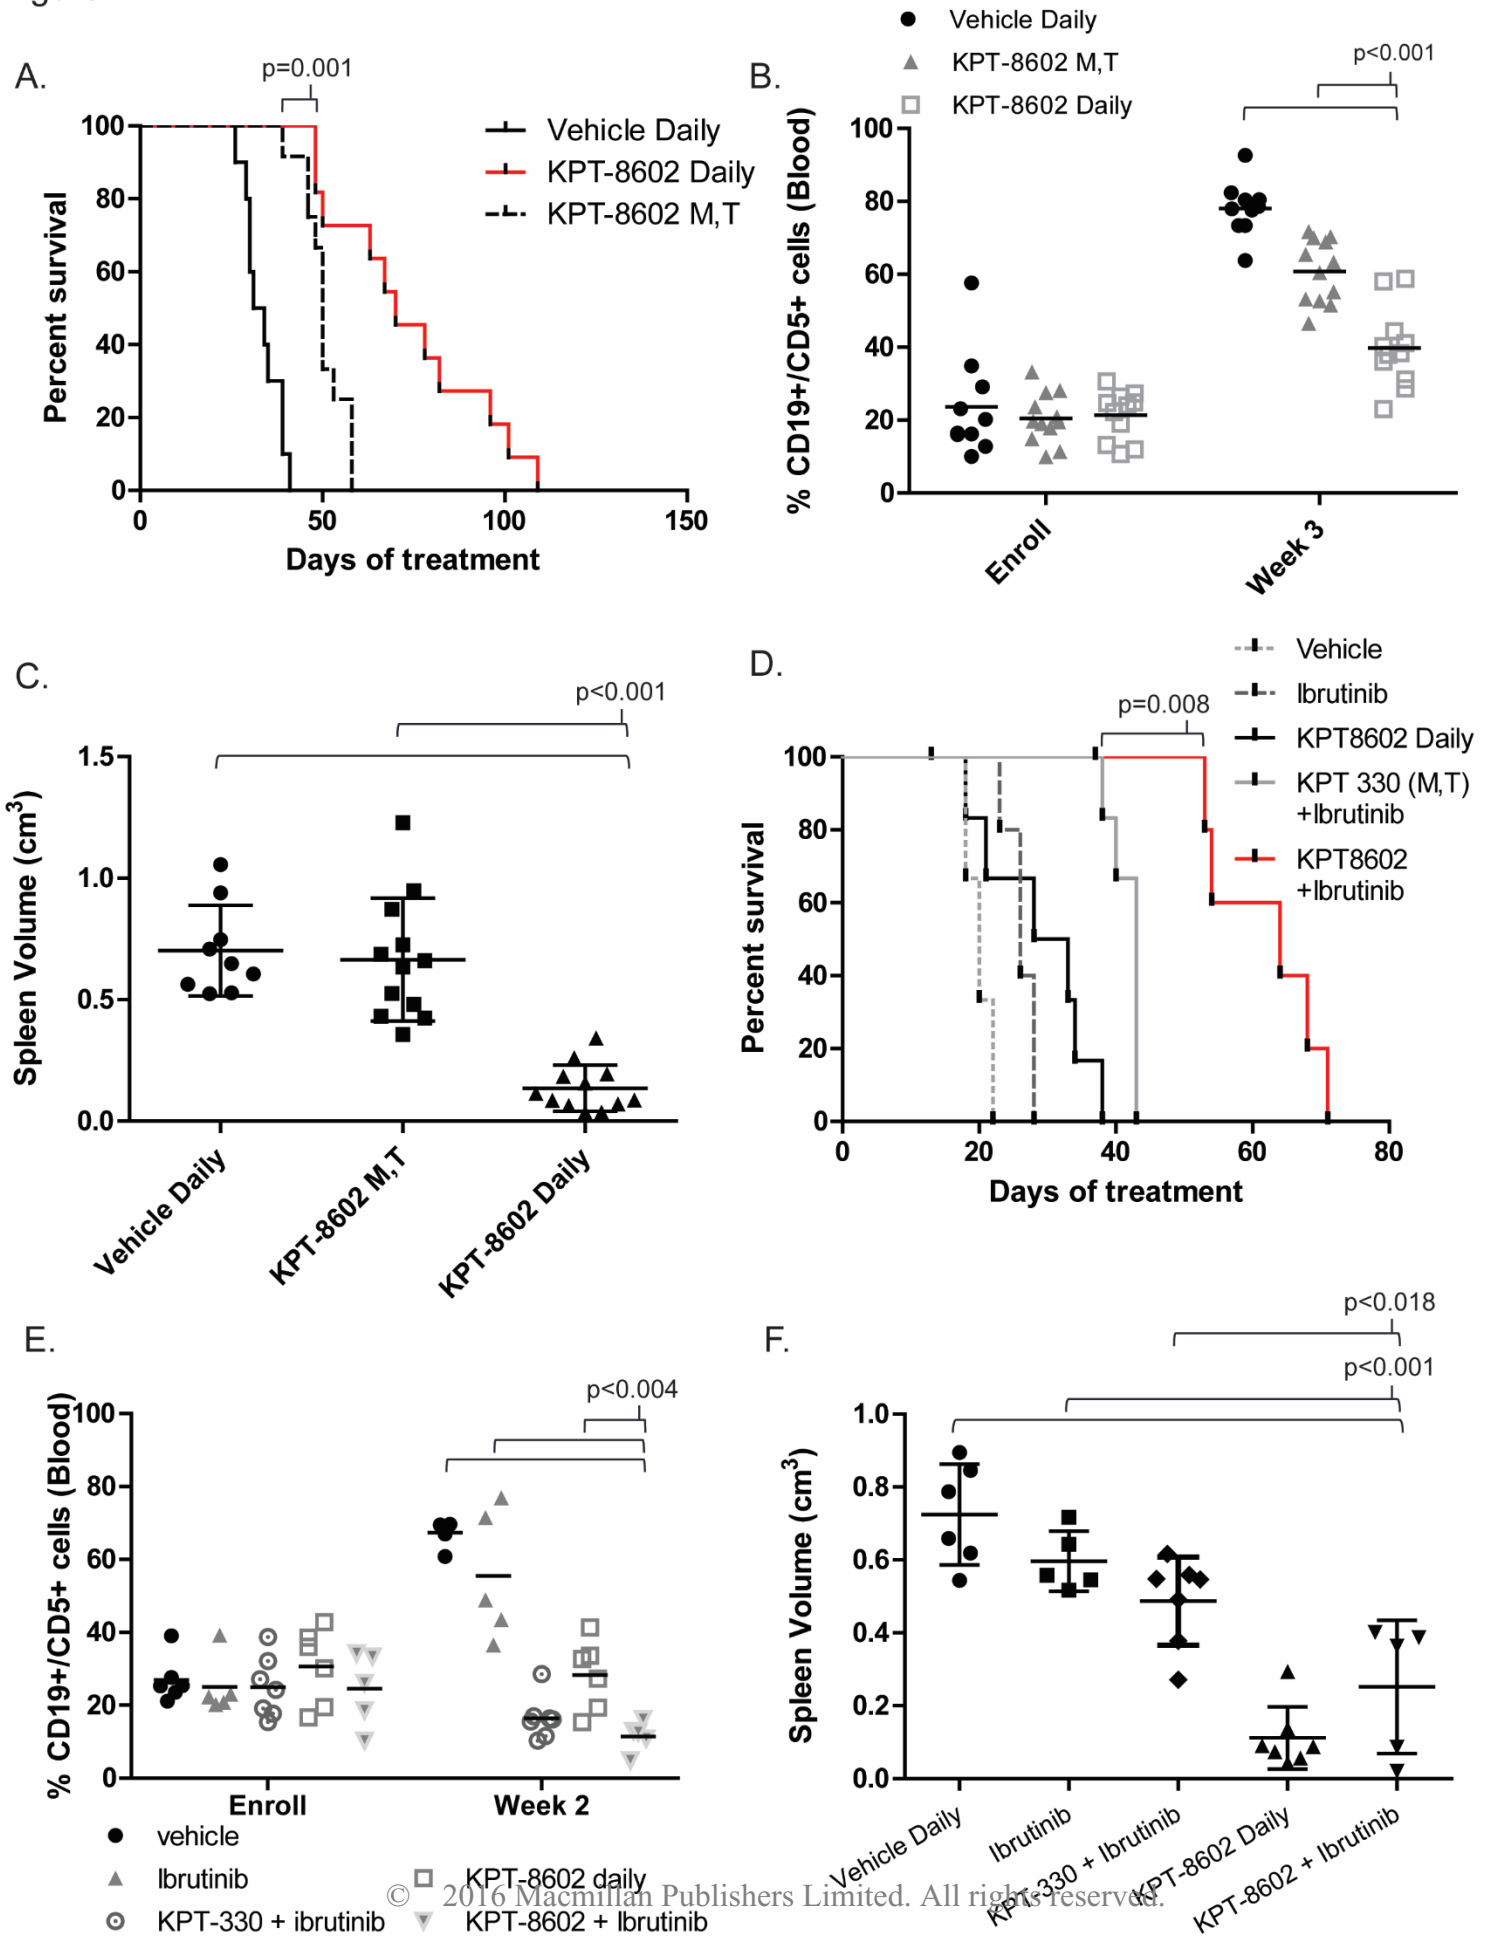 A.
p=0.001
Vehicle Daily
KPT-8602 Daily
KPT-8602 M,T
Percent survival
100
80
60
40
20
0
0 50 100 150
Days of treatment
B.
Vehicle Daily
KPT-8602 M,T
KPT-8602 Daily
p<0.001
% CD19+/CD5+ cells (Blood)
100
80
60
40
20
0
Enroll
Week 3
C.
p<0.001
Spleen Volume (cm3)
1.5
1.0
0.5
0.0
Vehicle Daily
KPT-8602 M,T
KPT-8602 Daily
D.
Vehicle
Ibrutinib
KPT8602 Daily
KPT 330 (M,T)
+Ibrutinib
KPT8602
+Ibrutinib
p=0.008
Percent survival
100
80
60
40
20
0
0 20 40 60 80
Days of treatment
E.
p<0.004
% CD19+/CD5+ cells (Blood)
100
80
60
40
20
0
Enroll Week 2
vehicle
Ibrutinib
KPT-330 + ibrutinib
KPT-8602 daily
KPT-8602 + Ibrutinib
F.
p<0.018
p<0.001
Spleen Volume (cm3)
1.0
0.8
0.6
0.4
0.2
0.0
Vehicle Daily
Ibrutinib
KPT-330 + Ibrutinib
KPT-8602 Daily
KPT-8602 + Ibrutinib
© 2016 Macmillan Publishers Limited. All rights reserved.